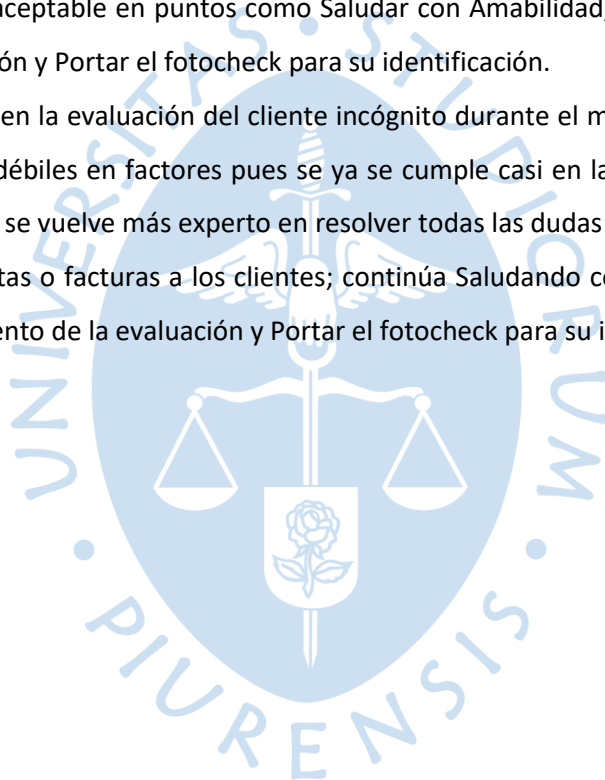 aceptable en puntos como Saludar con Amabilidad,
ón y Portar el fotocheck para su identificación.
en la evaluación del cliente incógnito durante el m
débiles en factores pues se ya se cumple casi en la
se vuelve más experto en resolver todas las dudas
tas o facturas a los clientes; continúa Saludando c
ento de la evaluación y Portar el fotocheck para su i
UNIVERSITAS • STUDIORUM • PIURENSIS •